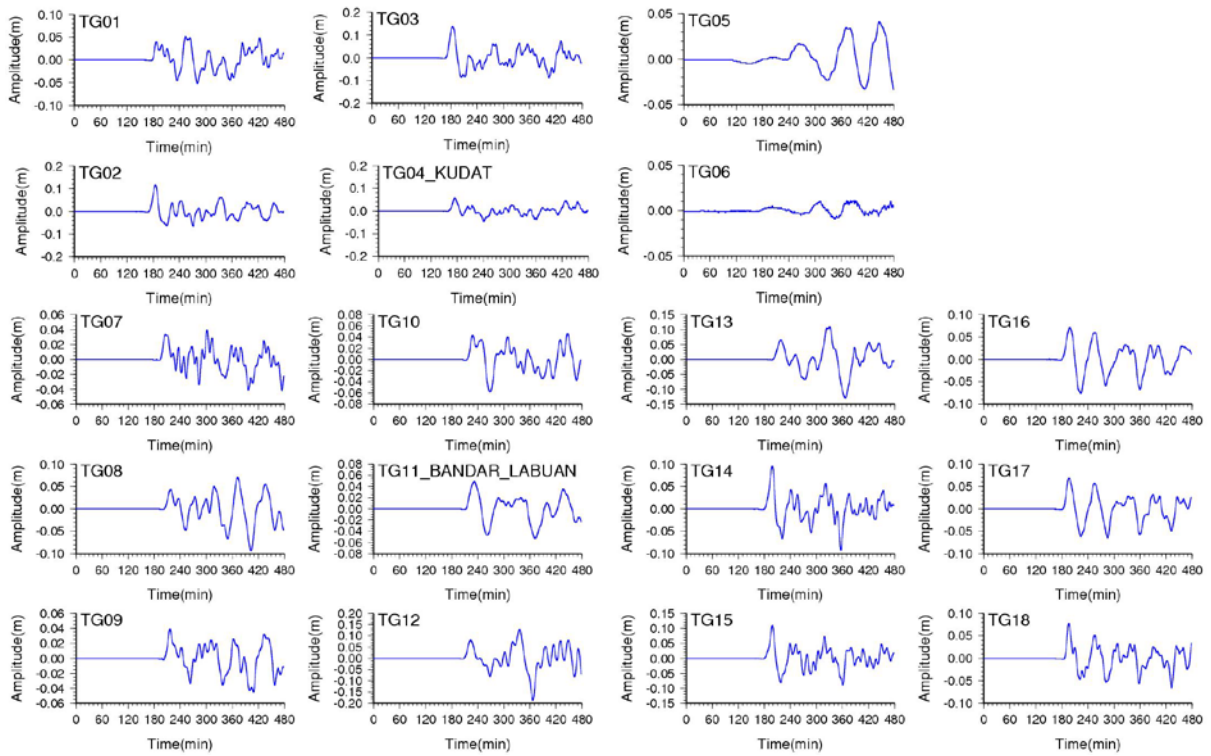 TG01
Amplitude(m)
0.10
0.05
0.00
-0.05
-0.10
0 60 120 180 240 300 360 420 480
Time(min)
TG03
Amplitude(m)
0.2
0.1
0.0
-0.1
-0.2
0 60 120 180 240 300 360 420 480
Time(min)
TG05
Amplitude(m)
0.05
0.00
-0.05
0 60 120 180 240 300 360 420 480
Time(min)
TG02
Amplitude(m)
0.2
0.1
0.0
-0.1
-0.2
0 60 120 180 240 300 360 420 480
Time(min)
TG04_KUDAT
Amplitude(m)
0.2
0.1
0.0
-0.1
-0.2
0 60 120 180 240 300 360 420 480
Time(min)
TG06
Amplitude(m)
0.05
0.00
-0.05
0 60 120 180 240 300 360 420 480
Time(min)
TG07
Amplitude(m)
0.06
0.04
0.02
0.00
-0.02
-0.04
-0.06
0 60 120 180 240 300 360 420 480
Time(min)
TG10
Amplitude(m)
0.08
0.06
0.04
0.02
0.00
-0.02
-0.04
-0.06
-0.08
0 60 120 180 240 300 360 420 480
Time(min)
TG13
Amplitude(m)
0.15
0.10
0.05
0.00
-0.05
-0.10
-0.15
0 60 120 180 240 300 360 420 480
Time(min)
TG16
Amplitude(m)
0.10
0.05
0.00
-0.05
-0.10
0 60 120 180 240 300 360 420 480
Time(min)
TG08
Amplitude(m)
0.10
0.05
0.00
-0.05
-0.10
0 60 120 180 240 300 360 420 480
Time(min)
TG11_BANDAR_LABUAN
Amplitude(m)
0.08
0.06
0.04
0.02
0.00
-0.02
-0.04
-0.06
-0.08
0 60 120 180 240 300 360 420 480
Time(min)
TG14
Amplitude(m)
0.10
0.05
0.00
-0.05
-0.10
0 60 120 180 240 300 360 420 480
Time(min)
TG17
Amplitude(m)
0.10
0.05
0.00
-0.05
-0.10
0 60 120 180 240 300 360 420 480
Time(min)
TG09
Amplitude(m)
0.06
0.04
0.02
0.00
-0.02
-0.04
-0.06
0 60 120 180 240 300 360 420 480
Time(min)
TG12
Amplitude(m)
0.20
0.15
0.10
0.05
0.00
-0.05
-0.10
-0.15
-0.20
0 60 120 180 240 300 360 420 480
Time(min)
TG15
Amplitude(m)
0.15
0.10
0.05
0.00
-0.05
-0.10
-0.15
0 60 120 180 240 300 360 420 480
Time(min)
TG18
Amplitude(m)
0.10
0.05
0.00
-0.05
-0.10
0 60 120 180 240 300 360 420 480
Time(min)